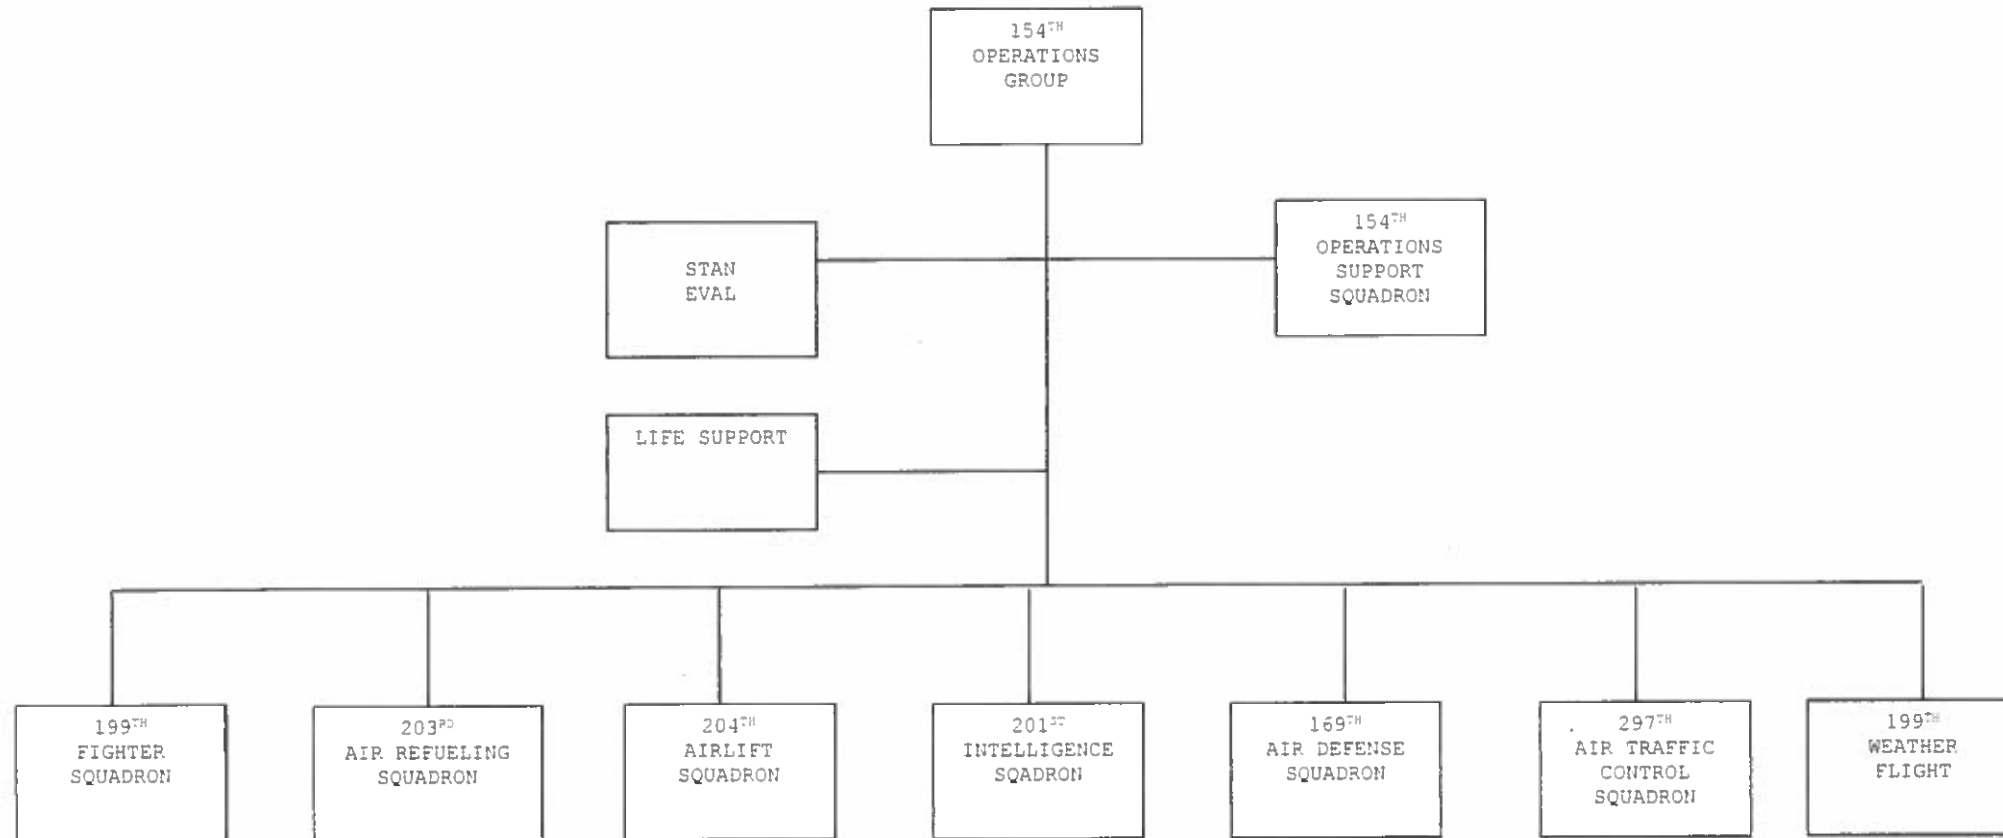 154TH
OPERATIONS
GROUP
STAN
EVAL
154TH
OPERATIONS
SUPPORT
SQUADRON
LIFE SUPPORT
199TH
FIGHTER
SQUADRON
203RD
AIR REFUELING
SQUADRON
204TH
AIRLIFT
SQUADRON
201ST
INTELLIGENCE
SQADRON
169TH
AIR DEFENSE
SQUADRON
297TH
AIR TRAFFIC
CONTROL
SQUADRON
199TH
WEATHER
FLIGHT